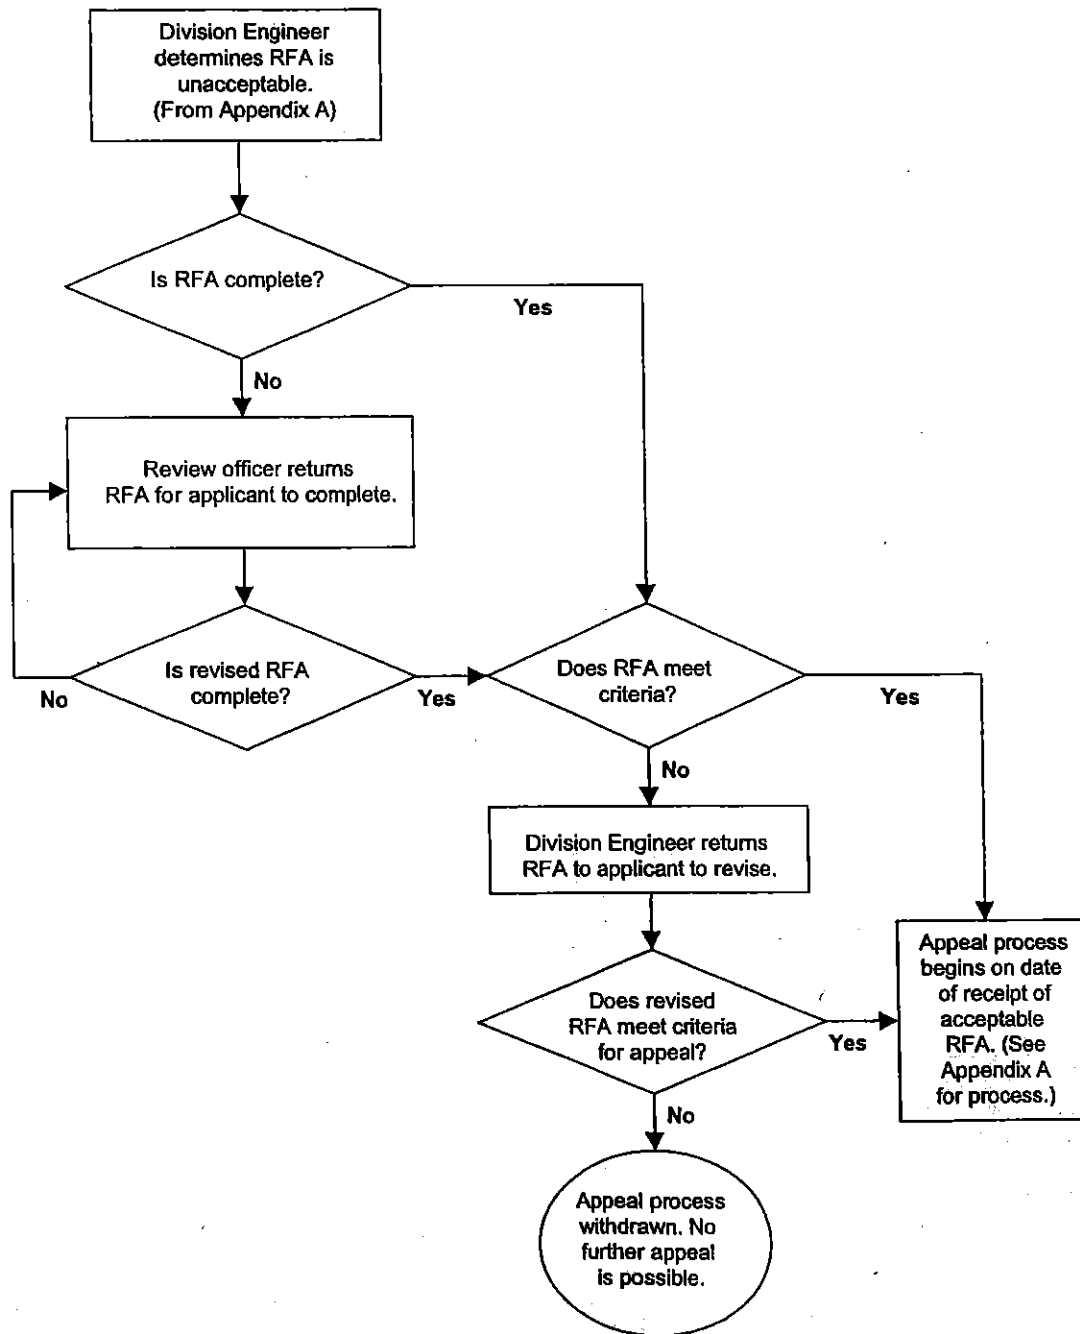 Division Engineer
determines RFA is
unacceptable.
(From Appendix A)
Is RFA complete?
Yes
No
Review officer returns
RFA for applicant to complete.
Is revised RFA
complete?
No
Yes
Does RFA meet
criteria?
Yes
No
Division Engineer returns
RFA to applicant to revise.
Does revised
RFA meet criteria
for appeal?
Yes
Appeal process
begins on date
of receipt of
acceptable
RFA. (See
Appendix A
for process.)
No
Appeal process
withdrawn. No
further appeal
is possible.